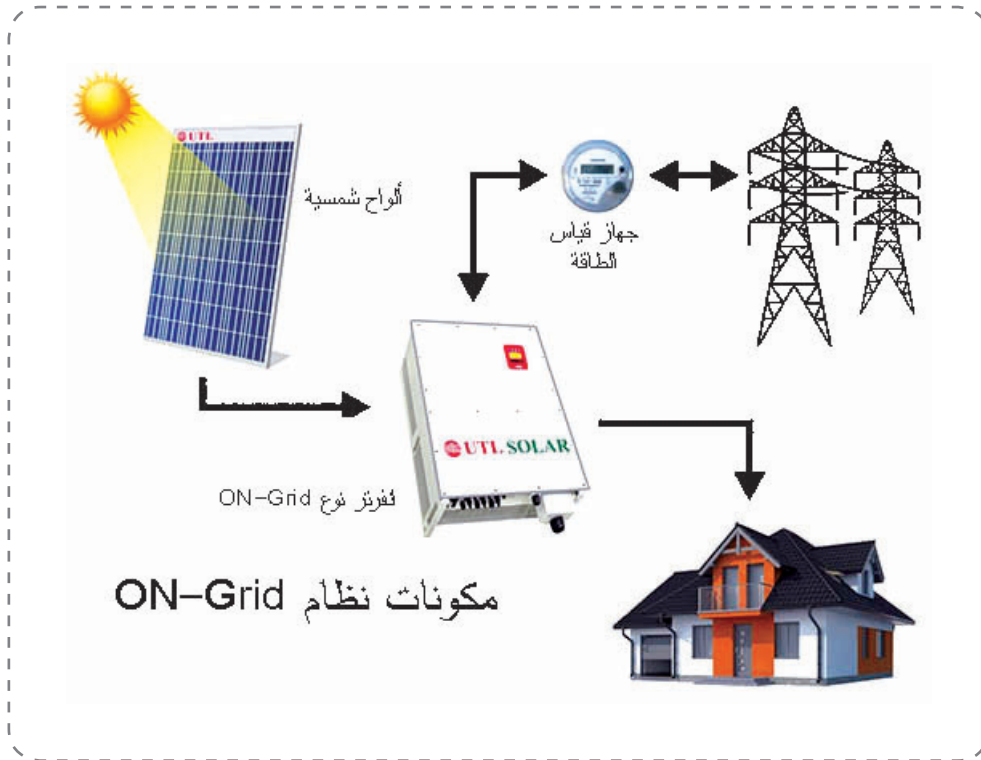 UTL
ألواح شمسية
جهاز قياس
الطاقة
UTL SOLAR
انفرتر نوع ON-Grid
مكونات نظام ON-Grid